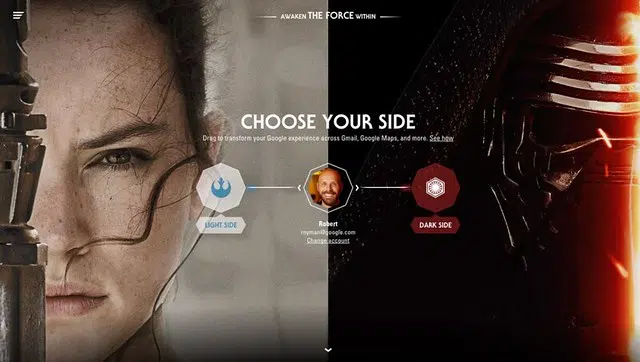 AWAKEN THE FORCE WITHIN
CHOOSE YOUR SIDE
Drag to transform your Google experience across Gmail, Google Maps, and more. See how
LIGHT SIDE
Robert
royman@google.com
Change account
DARK SIDE